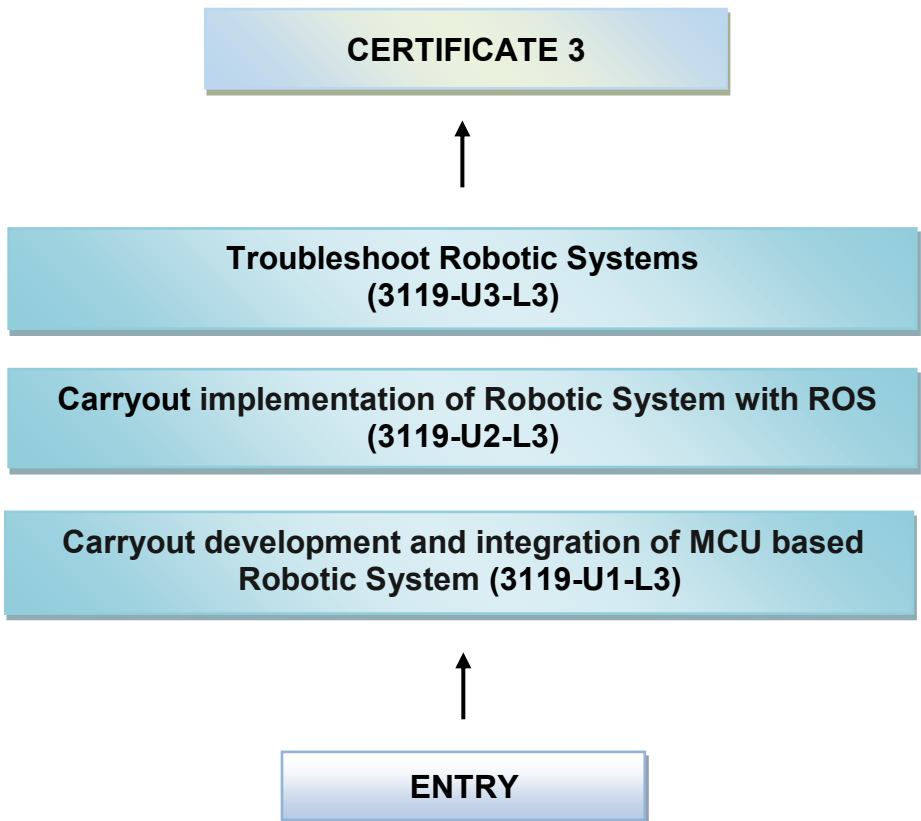 CERTIFICATE 3
Troubleshoot Robotic Systems
(3119-U3-L3)
Carryout implementation of Robotic System with ROS
(3119-U2-L3)
Carryout development and integration of MCU based
Robotic System (3119-U1-L3)
ENTRY